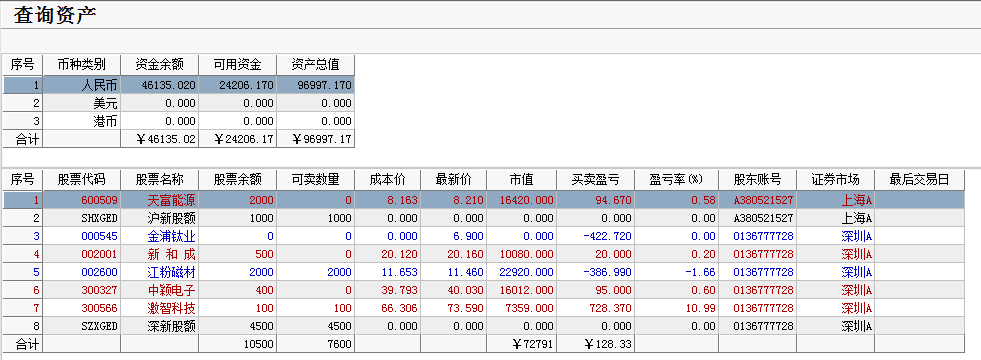 查询资产
序号 币种类别 资金余额 可用资金 资产总值
1 人民币 46135.020 24206.170 96997.170
2 美元 0.000 0.000 0.000
3 港币 0.000 0.000 0.000
合计 ￥46135.02 ￥24206.17 ￥96997.17
序号 股票代码 股票名称 股票余额 可卖数量 成本价 最新价 市值 买卖盈亏 盈亏率(%) 股东账号 证券市场 最后交易日
1 600509 天富能源 2000 0 8.163 8.210 16420.000 94.670 0.58 A380521527 上海A
2 SHXGED 沪新股额 1000 1000 0.000 0.000 0.000 0.000 0.00 A380521527 上海A
3 000545 金浦钛业 0 0 0.000 6.900 0.000 -422.720 0.00 0136777728 深圳A
4 002001 新 和 成 500 0 20.120 20.160 10080.000 20.000 0.20 0136777728 深圳A
5 002600 江粉磁材 2000 2000 11.653 11.460 22920.000 -386.990 -1.66 0136777728 深圳A
6 300327 中颖电子 400 0 39.793 40.030 16012.000 95.000 0.60 0136777728 深圳A
7 300566 激智科技 100 100 66.306 73.590 7359.000 728.370 10.99 0136777728 深圳A
8 SZXGED 深新股额 4500 4500 0.000 0.000 0.000 0.000 0.00 0136777728 深圳A
合计 10500 7600 ￥72791 ￥128.33